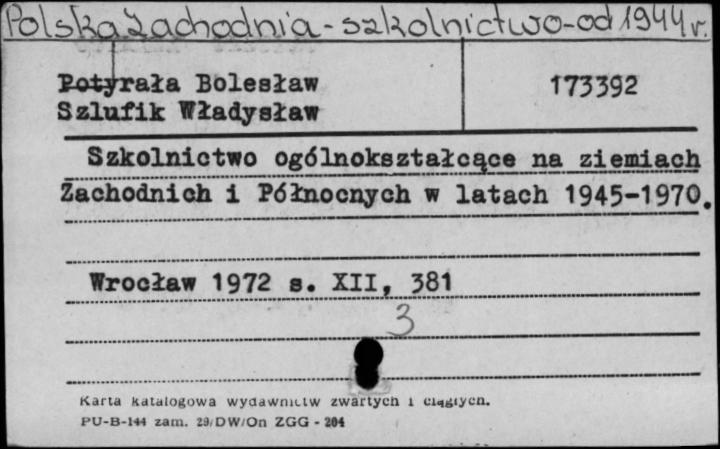 Polska Zachodnia - szkolnictwo - od 1944 r.
Potyrała Bolesław 173392
Szlufik Władysław
Szkolnictwo ogólnokształcące na ziemiach
Zachodnich i Północnych w latach 1945-1970.
Wrocław 1972 s. XII, 381
3
Karta katalogowa wydawnictw zwartych i ciągłych.
PU-B-144 zam. 29/DW/On ZGG - 204